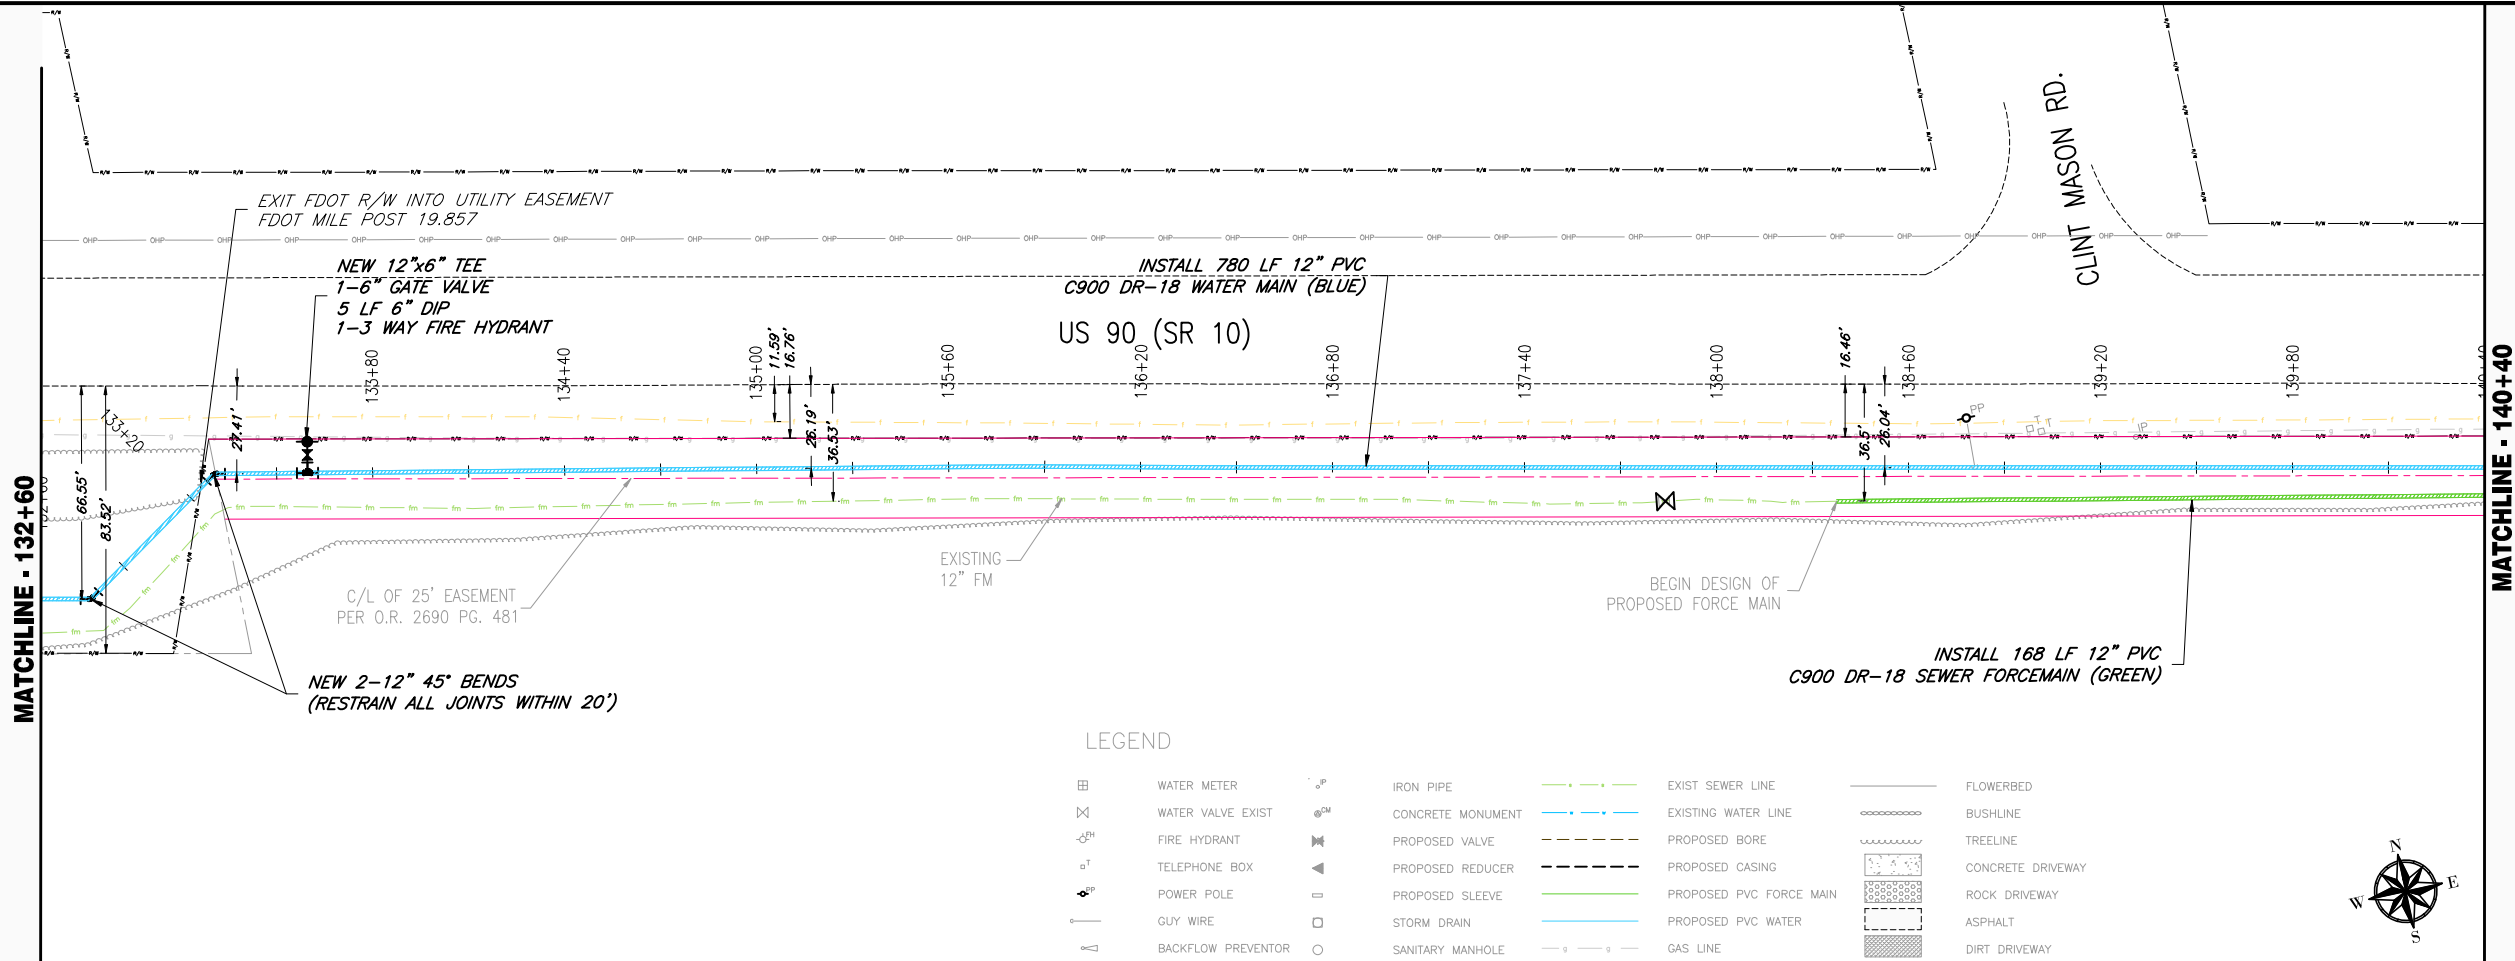 EXIT FDOT R/W INTO UTILITY EASEMENT
FDOT MILE POST 19.857
NEW 12"x6" TEE
1-6" GATE VALVE
5 LF 6" DIP
1-3 WAY FIRE HYDRANT
INSTALL 780 LF 12" PVC
C900 DR-18 WATER MAIN (BLUE)
US 90 (SR 10)
CLINT MASON RD.
MATCHLINE - 132+60
MATCHLINE - 140+40
133+20
133+80
134+40
135+00
135+60
136+20
136+80
137+40
138+00
138+60
139+20
139+80
66.55'
83.52'
27.41'
11.59'
16.76'
26.19'
36.53'
16.46'
36.5'
26.04'
PP
T
T
IP
C/L OF 25' EASEMENT
PER O.R. 2690 PG. 481
EXISTING
12" FM
BEGIN DESIGN OF
PROPOSED FORCE MAIN
NEW 2-12" 45° BENDS
(RESTRAIN ALL JOINTS WITHIN 20')
INSTALL 168 LF 12" PVC
C900 DR-18 SEWER FORCEMAIN (GREEN)
LEGEND
WATER METER
WATER VALVE EXIST
FH FIRE HYDRANT
T TELEPHONE BOX
PP POWER POLE
GUY WIRE
BACKFLOW PREVENTOR
IP IRON PIPE
CM CONCRETE MONUMENT
PROPOSED VALVE
PROPOSED REDUCER
PROPOSED SLEEVE
STORM DRAIN
SANITARY MANHOLE
EXIST SEWER LINE
EXISTING WATER LINE
PROPOSED BORE
PROPOSED CASING
PROPOSED PVC FORCE MAIN
PROPOSED PVC WATER
g g GAS LINE
FLOWERBED
BUSHLINE
TREELINE
CONCRETE DRIVEWAY
ROCK DRIVEWAY
ASPHALT
DIRT DRIVEWAY
N
W E
S